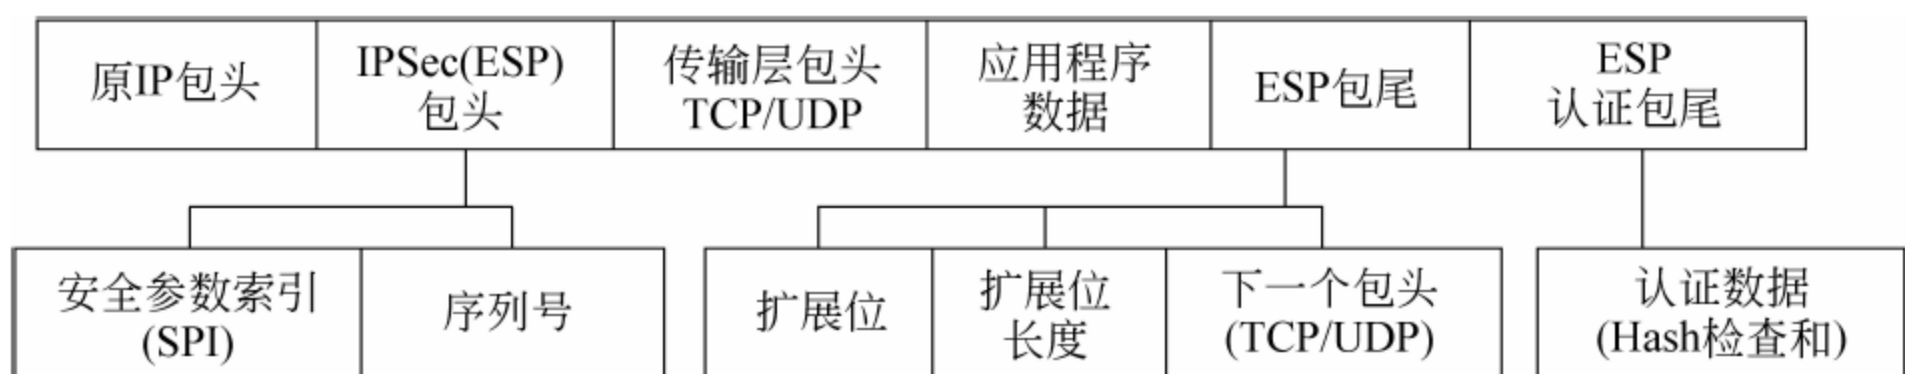 原IP包头
IPSec(ESP)
包头
传输层包头
TCP/UDP
应用程序
数据
ESP包尾
ESP
认证包尾
安全参数索引
(SPI)
序列号
扩展位
扩展位
长度
下一个包头
(TCP/UDP)
认证数据
(Hash检查和)